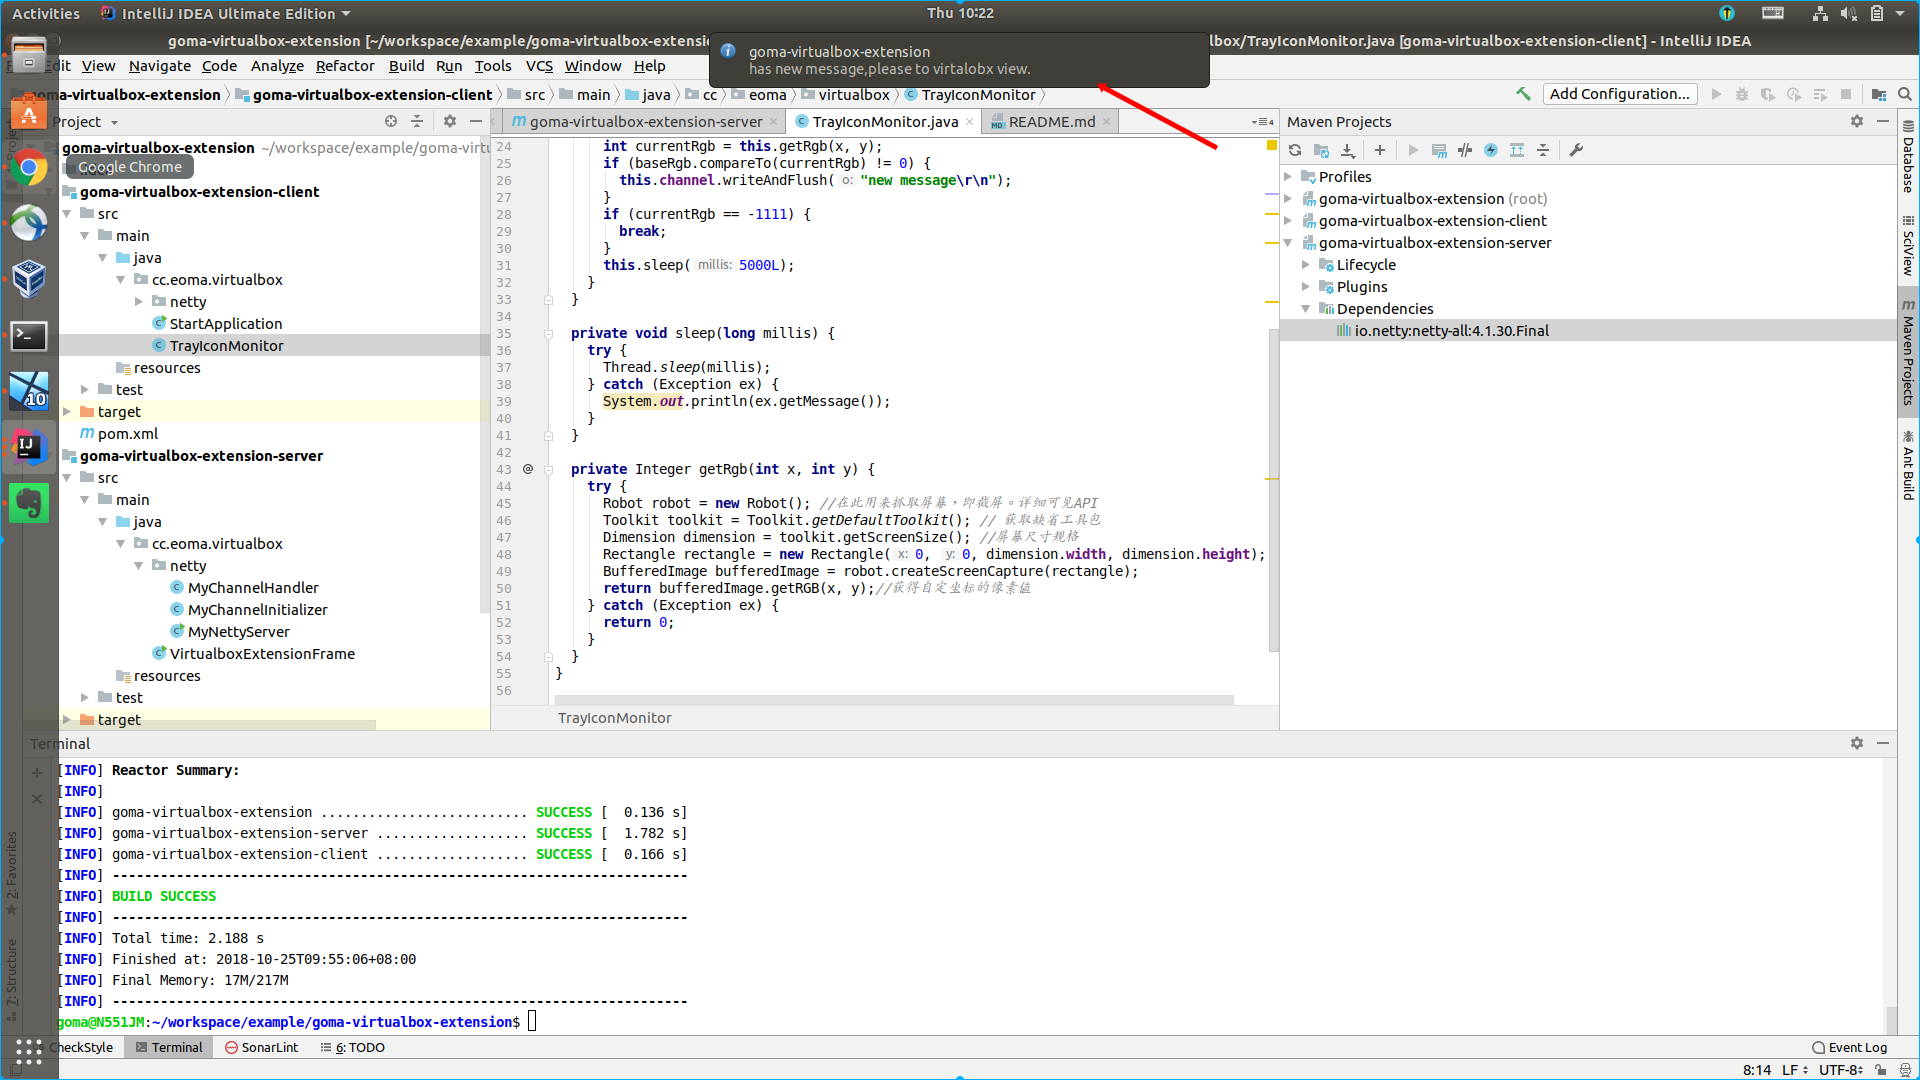 Activities
IntelliJ IDEA Ultimate Edition
Thu 10:22
goma-virtualbox-extension [~/workspace/example/goma-virtualbox-extensio
lbox/TrayIconMonitor.java [goma-virtualbox-extension-client] - IntelliJ IDEA
goma-virtualbox-extension
has new message,please to virtalobx view.
dit View Navigate Code Analyze Refactor Build Run Tools VCS Window Help
oma-virtualbox-extension goma-virtualbox-extension-client src main java cc eoma virtualbox TrayIconMonitor
Add Configuration...
Project
goma-virtualbox-extension ~/workspace/example/goma-virtu
Google Chrome
goma-virtualbox-extension-client
src
main
java
cc.eoma.virtualbox
netty
StartApplication
TrayIconMonitor
resources
test
target
pom.xml
goma-virtualbox-extension-server
src
main
java
cc.eoma.virtualbox
netty
MyChannelHandler
MyChannelInitializer
MyNettyServer
VirtualboxExtensionFrame
resources
test
target
goma-virtualbox-extension-server
TrayIconMonitor.java
README.md
24 int currentRgb = this.getRgb(x, y);
25 if (baseRgb.compareTo(currentRgb) != 0) {
26 this.channel.writeAndFlush( o: "new message\r\n");
27 }
28 if (currentRgb == -1111) {
29 break;
30 }
31 this.sleep( millis: 5000L);
32 }
33 }
34
35 private void sleep(long millis) {
36 try {
37 Thread.sleep(millis);
38 } catch (Exception ex) {
39 System.out.println(ex.getMessage());
40 }
41 }
42
43 @ private Integer getRgb(int x, int y) {
44 try {
45 Robot robot = new Robot(); //在此用来抓取屏幕，即截屏。详细可见API
46 Toolkit toolkit = Toolkit.getDefaultToolkit(); // 获取缺省工具包
47 Dimension dimension = toolkit.getScreenSize(); //屏幕尺寸规格
48 Rectangle rectangle = new Rectangle( x: 0, y: 0, dimension.width, dimension.height);
49 BufferedImage bufferedImage = robot.createScreenCapture(rectangle);
50 return bufferedImage.getRGB(x, y);//获得自定坐标的像素值
51 } catch (Exception ex) {
52 return 0;
53 }
54 }
55 }
56
TrayIconMonitor
Maven Projects
Profiles
goma-virtualbox-extension (root)
goma-virtualbox-extension-client
goma-virtualbox-extension-server
Lifecycle
Plugins
Dependencies
io.netty:netty-all:4.1.30.Final
Database
SciView
Maven Projects
Ant Build
Terminal
[INFO] Reactor Summary:
[INFO]
[INFO] goma-virtualbox-extension .......................... SUCCESS [  0.136 s]
[INFO] goma-virtualbox-extension-server ................... SUCCESS [  1.782 s]
[INFO] goma-virtualbox-extension-client ................... SUCCESS [  0.166 s]
[INFO] ------------------------------------------------------------------------
[INFO] BUILD SUCCESS
[INFO] ------------------------------------------------------------------------
[INFO] Total time: 2.188 s
[INFO] Finished at: 2018-10-25T09:55:06+08:00
[INFO] Final Memory: 17M/217M
[INFO] ------------------------------------------------------------------------
goma@N551JM:~/workspace/example/goma-virtualbox-extension$
2: Favorites
7: Structure
CheckStyle Terminal SonarLint 6: TODO
Event Log
8:14 LF UTF-8